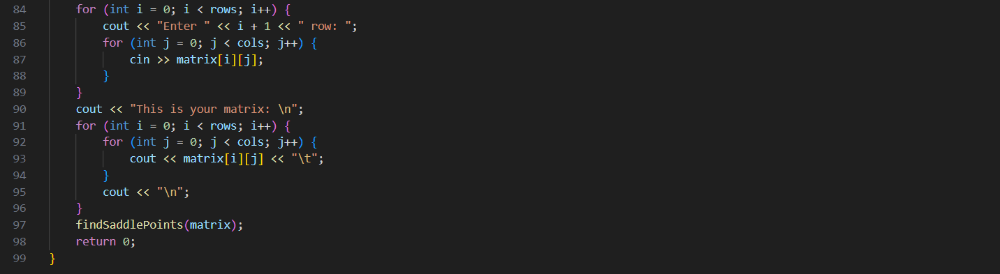 84 for (int i = 0; i < rows; i++) {
85 cout << "Enter " << i + 1 << " row: ";
86 for (int j = 0; j < cols; j++) {
87 cin >> matrix[i][j];
88 }
89 }
90 cout << "This is your matrix: \n";
91 for (int i = 0; i < rows; i++) {
92 for (int j = 0; j < cols; j++) {
93 cout << matrix[i][j] << "\t";
94 }
95 cout << "\n";
96 }
97 findSaddlePoints(matrix);
98 return 0;
99 }